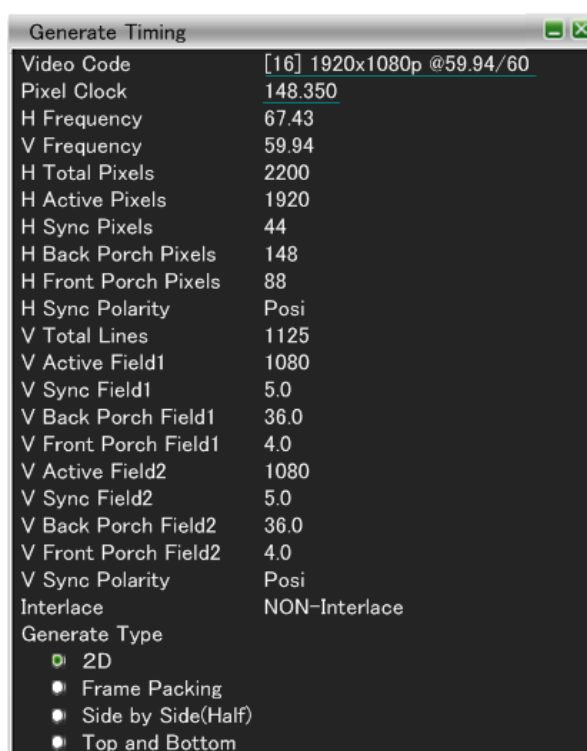 Generate Timing
Video Code [16] 1920x1080p @59.94/60
Pixel Clock 148.350
H Frequency 67.43
V Frequency 59.94
H Total Pixels 2200
H Active Pixels 1920
H Sync Pixels 44
H Back Porch Pixels 148
H Front Porch Pixels 88
H Sync Polarity Posi
V Total Lines 1125
V Active Field1 1080
V Sync Field1 5.0
V Back Porch Field1 36.0
V Front Porch Field1 4.0
V Active Field2 1080
V Sync Field2 5.0
V Back Porch Field2 36.0
V Front Porch Field2 4.0
V Sync Polarity Posi
Interlace NON-Interlace
Generate Type
2D
Frame Packing
Side by Side(Half)
Top and Bottom